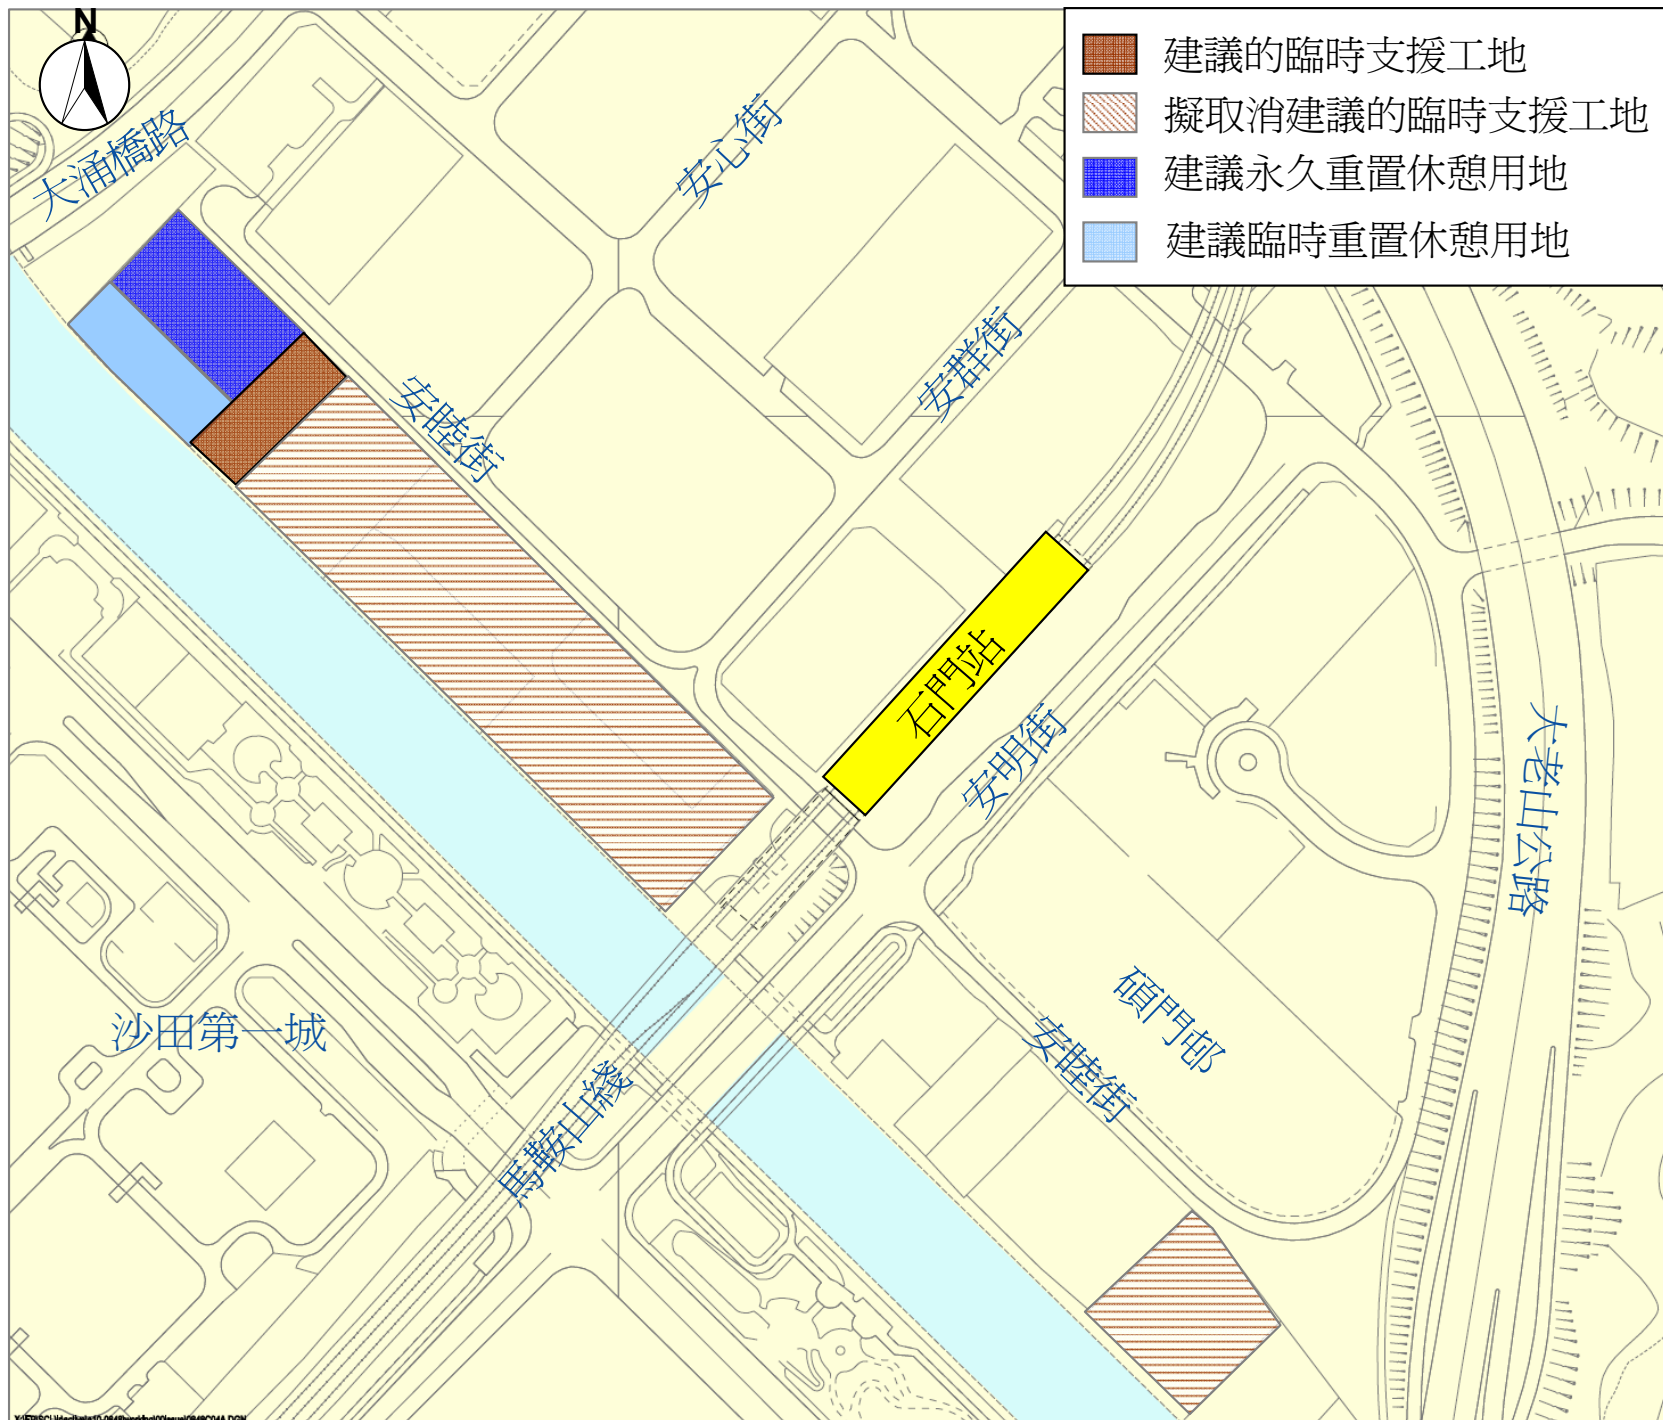 N
建議的臨時支援工地
擬取消建議的臨時支援工地
建議永久重置休憩用地
建議臨時重置休憩用地
大涌橋路
安心街
安群街
安睦街
石門站
安明街
大老山公路
碩門邨
安睦街
沙田第一城
馬鞍山綫